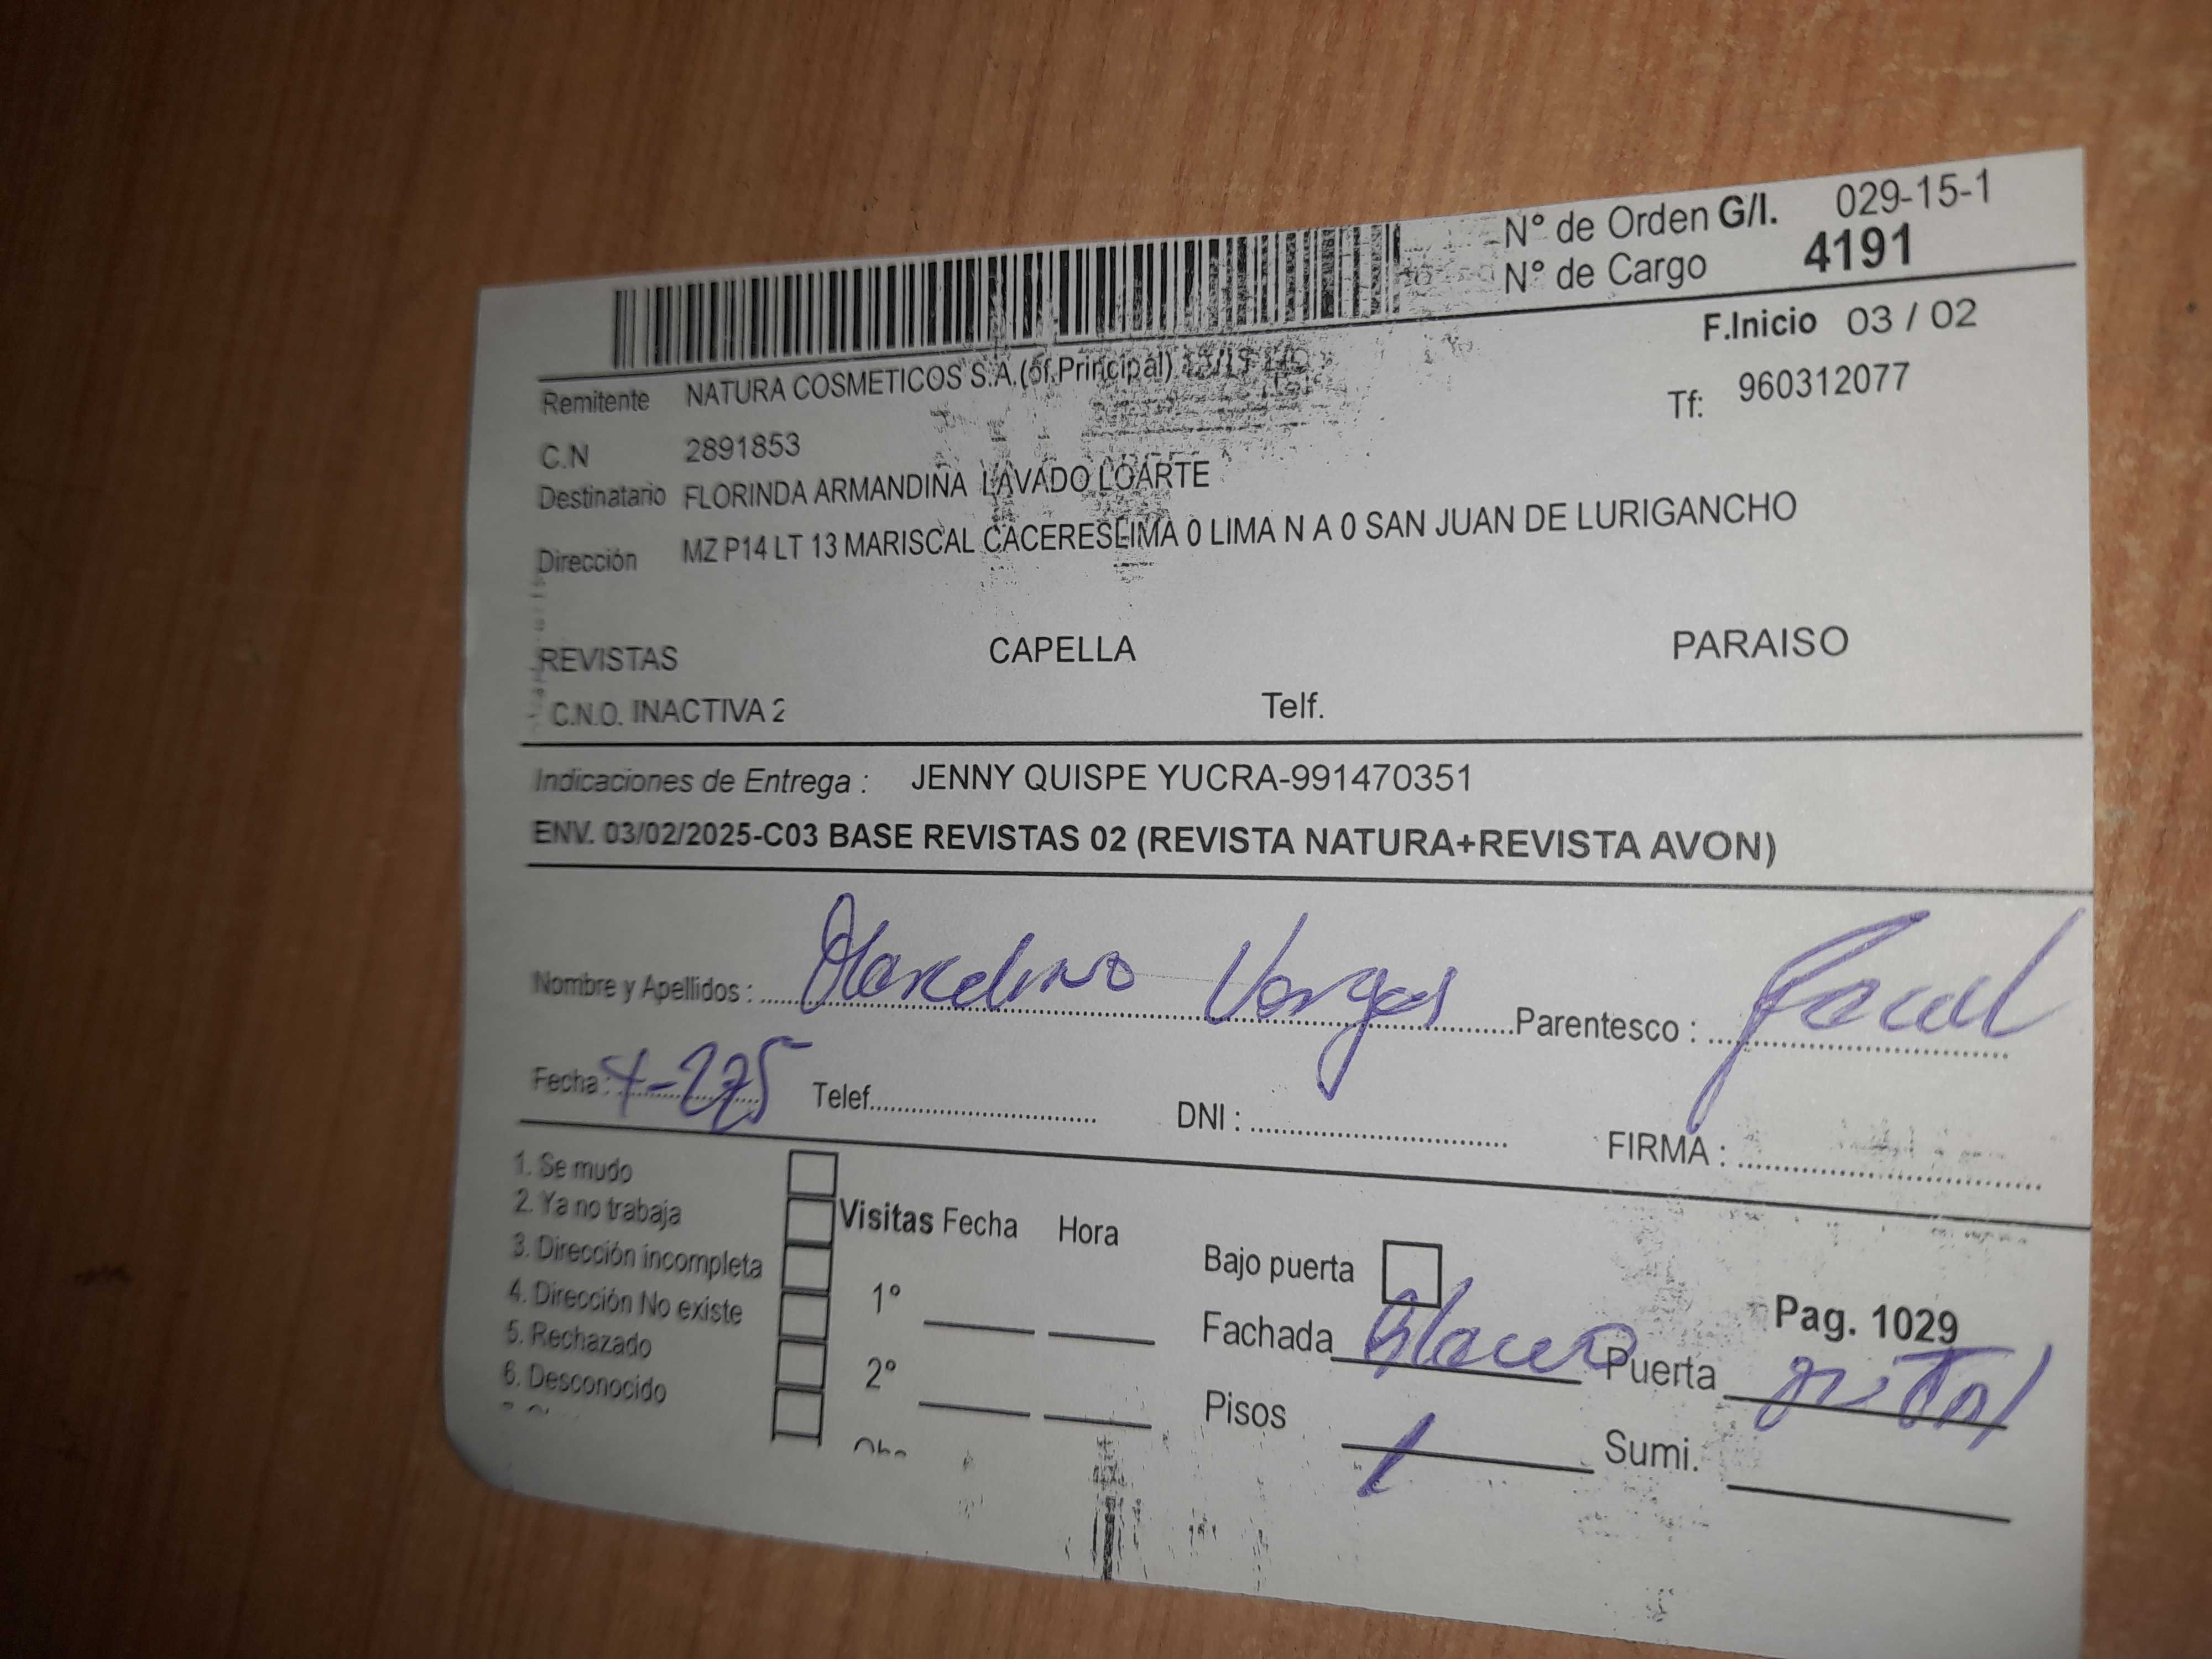 N° de Orden G/I. 029-15-1
N° de Cargo 4191
F.Inicio 03 / 02
Remitente NATURA COSMETICOS S.A.(of.Principal)
Tf: 960312077
C.N 2891853
Destinatario FLORINDA ARMANDINA LAVADO LOARTE
Dirección MZ P14 LT 13 MARISCAL CACERESLIMA 0 LIMA N A 0 SAN JUAN DE LURIGANCHO
REVISTAS CAPELLA PARAISO
C.N.O. INACTIVA 2 Telf.
Indicaciones de Entrega : JENNY QUISPE YUCRA-991470351
ENV. 03/02/2025-C03 BASE REVISTAS 02 (REVISTA NATURA+REVISTA AVON)
Nombre y Apellidos : Marcelino Vargas Parentesco :
Fecha : 4-225 Telef. DNI : FIRMA :
1. Se mudo
2. Ya no trabaja
3. Dirección incompleta
4. Dirección No existe
5. Rechazado
6. Desconocido
Visitas Fecha Hora
1°
2°
Bajo puerta
Fachada Puerta
Pisos 1 Sumi.
Pag. 1029